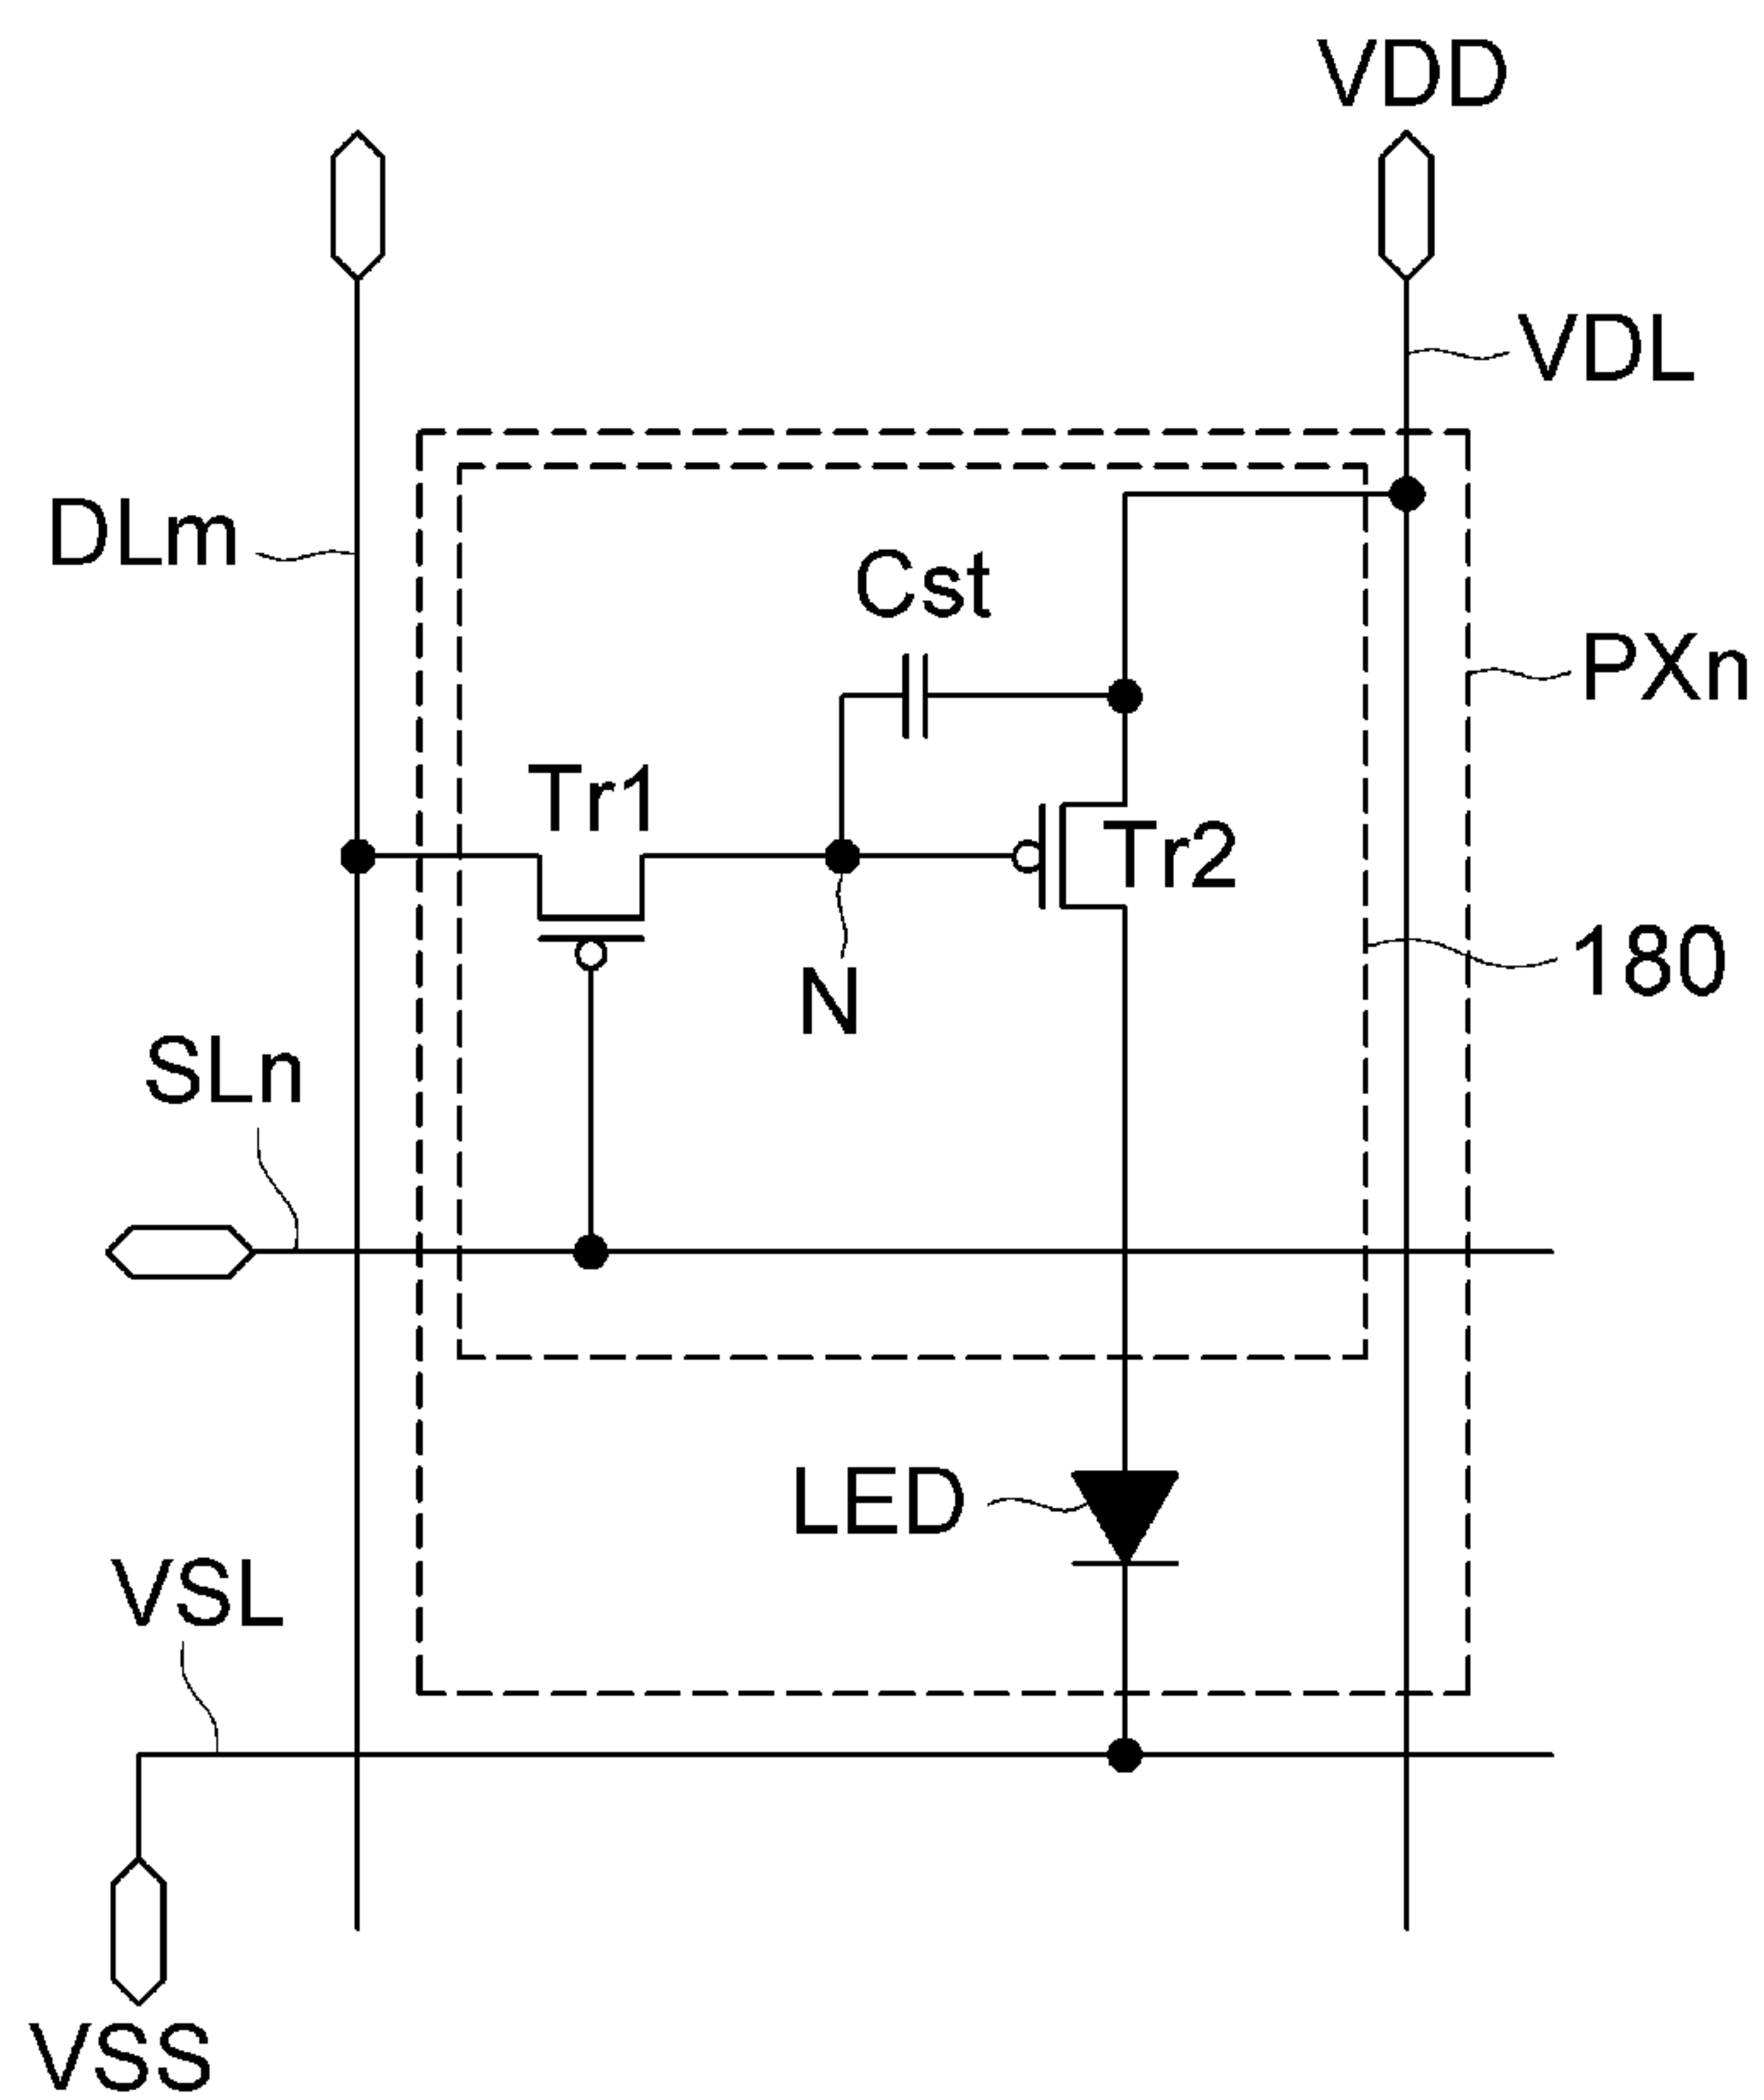 VDD
VDL
DLm
Cst
PXn
Tr1
Tr2
180
N
SLn
LED
VSL
VSS